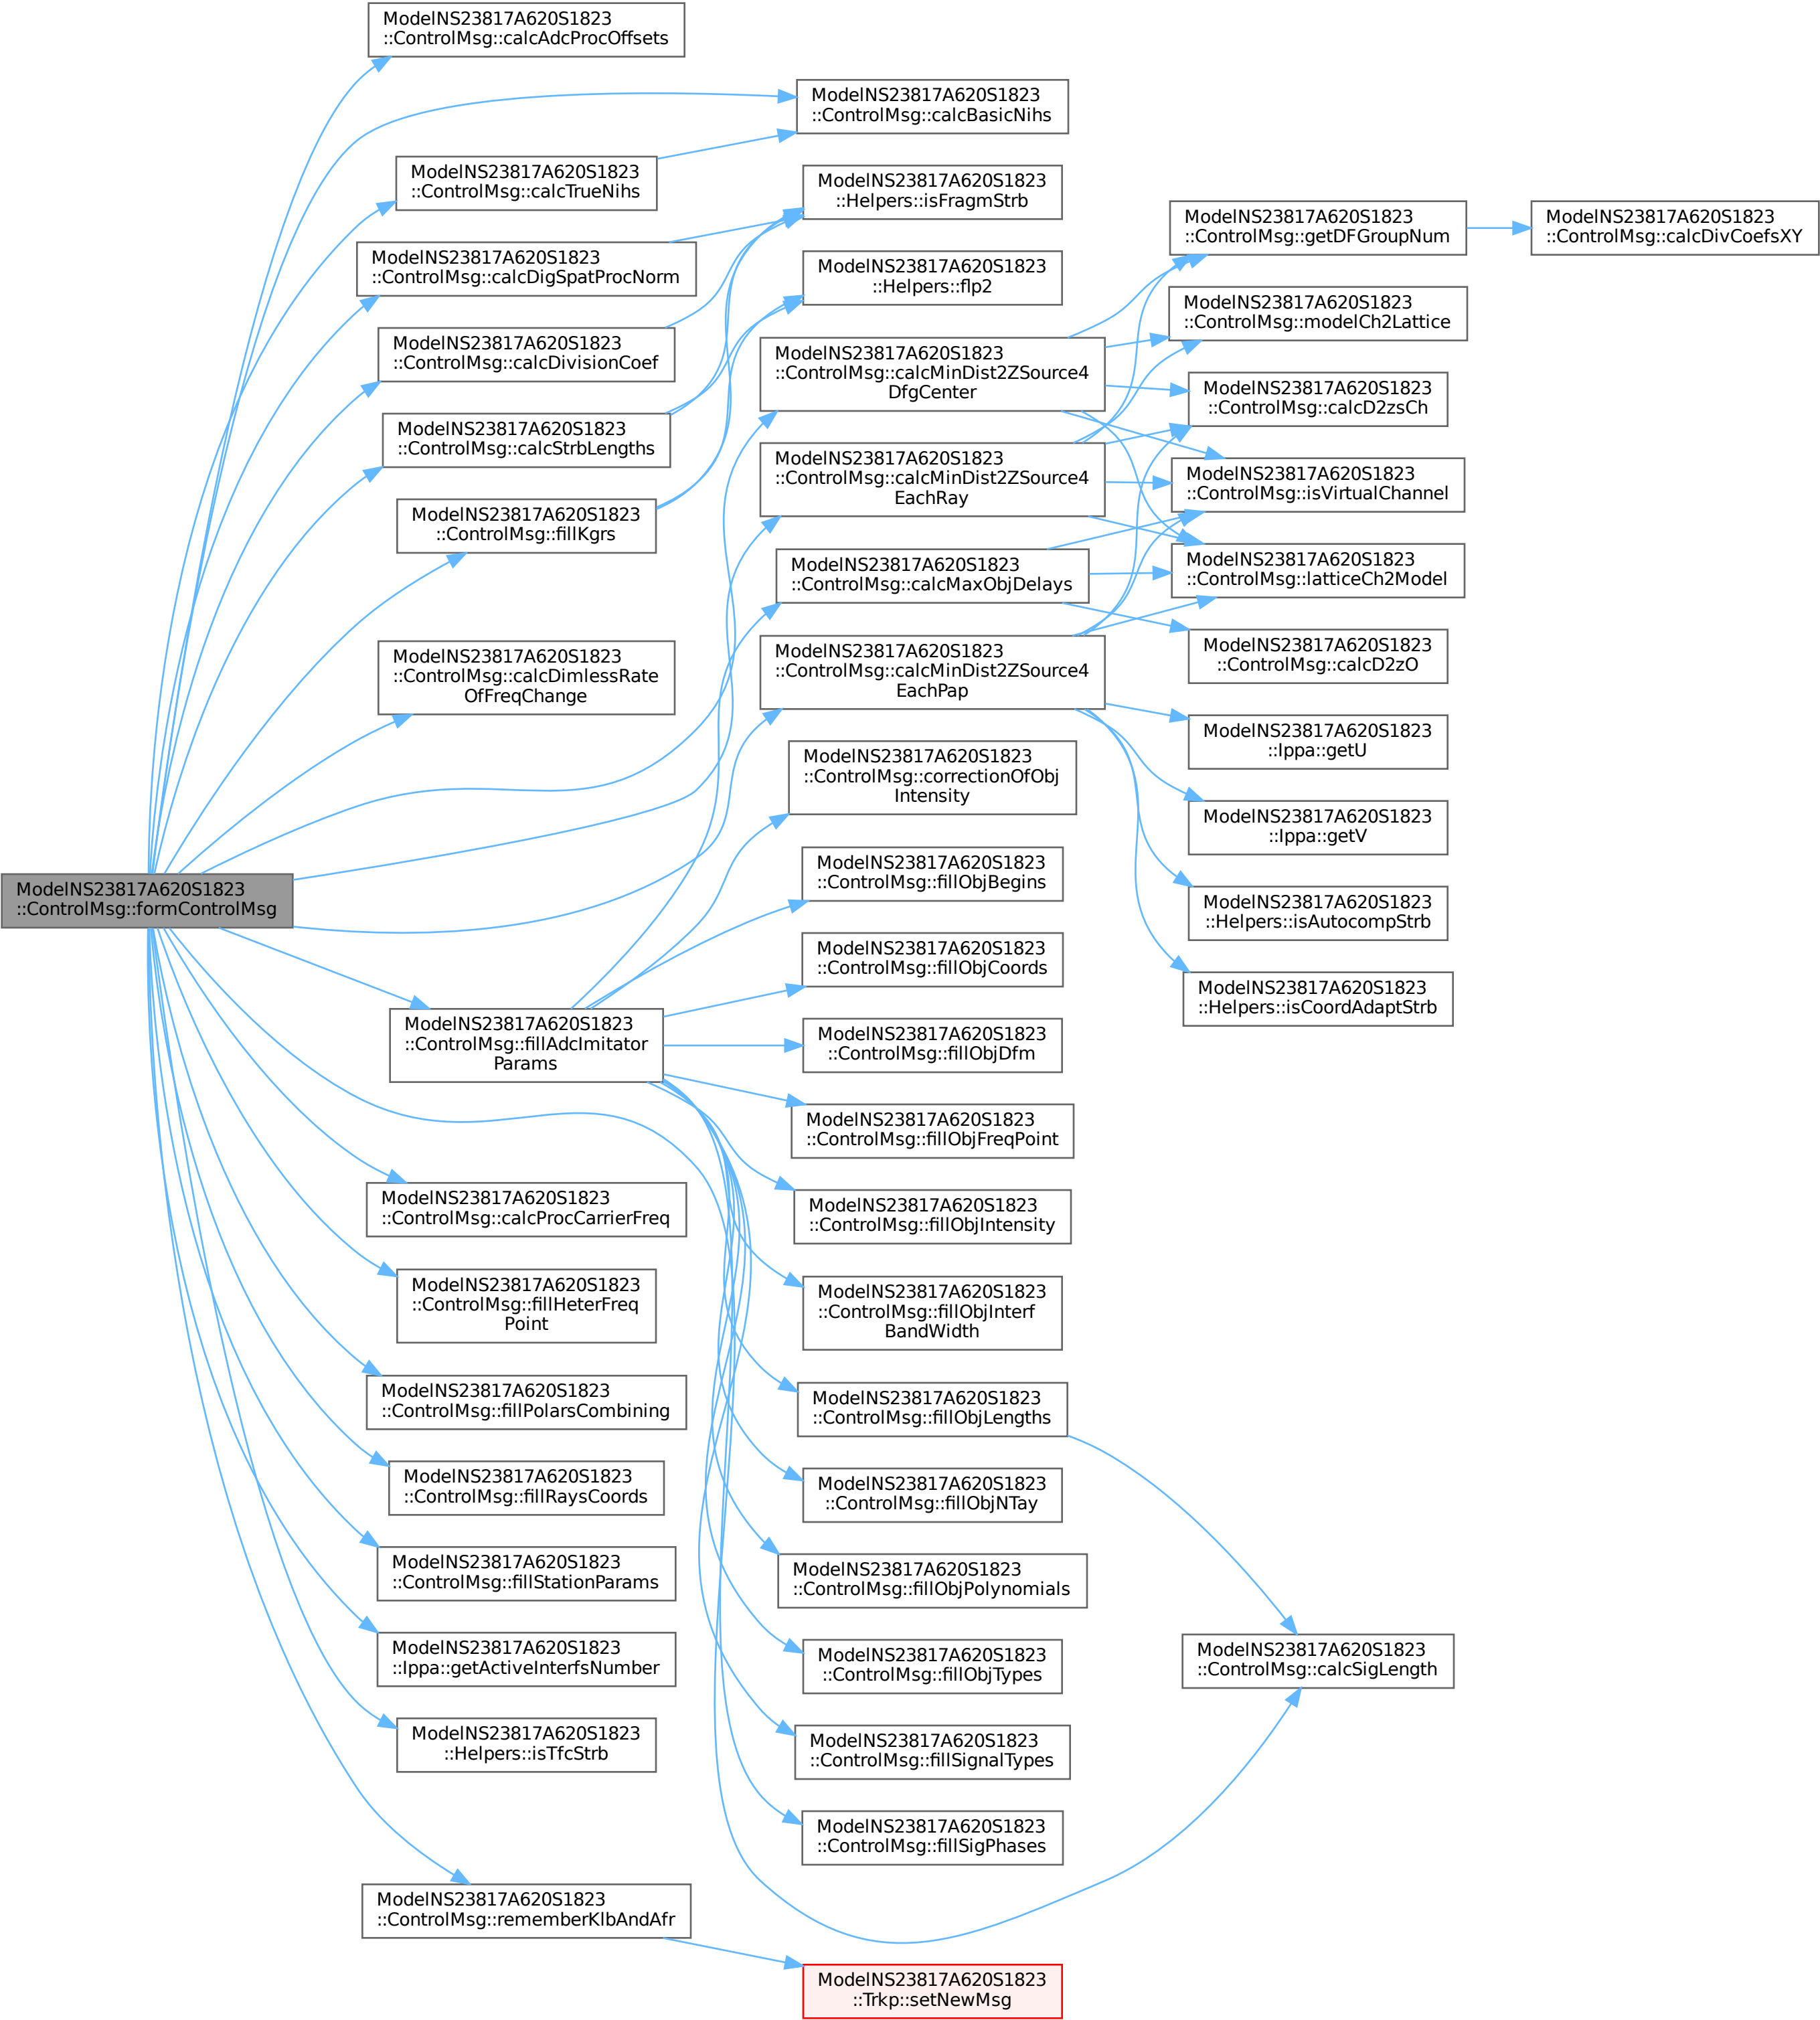 ModelNS23817A620S1823
::ControlMsg::calcAdcProcOffsets
ModelNS23817A620S1823
::ControlMsg::calcBasicNihs
ModelNS23817A620S1823
::ControlMsg::calcTrueNihs
ModelNS23817A620S1823
::Helpers::isFragmStrb
ModelNS23817A620S1823
::ControlMsg::getDFGroupNum
ModelNS23817A620S1823
::ControlMsg::calcDivCoefsXY
ModelNS23817A620S1823
::ControlMsg::calcDigSpatProcNorm
ModelNS23817A620S1823
::Helpers::flp2
ModelNS23817A620S1823
::ControlMsg::modelCh2Lattice
ModelNS23817A620S1823
::ControlMsg::calcDivisionCoef
ModelNS23817A620S1823
::ControlMsg::calcMinDist2ZSource4
DfgCenter
ModelNS23817A620S1823
::ControlMsg::calcD2zsCh
ModelNS23817A620S1823
::ControlMsg::calcStrbLengths
ModelNS23817A620S1823
::ControlMsg::calcMinDist2ZSource4
EachRay
ModelNS23817A620S1823
::ControlMsg::isVirtualChannel
ModelNS23817A620S1823
::ControlMsg::fillKgrs
ModelNS23817A620S1823
::ControlMsg::calcMaxObjDelays
ModelNS23817A620S1823
::ControlMsg::latticeCh2Model
ModelNS23817A620S1823
::ControlMsg::calcD2zO
ModelNS23817A620S1823
::ControlMsg::calcDimlessRate
OfFreqChange
ModelNS23817A620S1823
::ControlMsg::calcMinDist2ZSource4
EachPap
ModelNS23817A620S1823
::Ippa::getU
ModelNS23817A620S1823
::ControlMsg::correctionOfObj
Intensity
ModelNS23817A620S1823
::Ippa::getV
ModelNS23817A620S1823
::ControlMsg::formControlMsg
ModelNS23817A620S1823
::ControlMsg::fillObjBegins
ModelNS23817A620S1823
::Helpers::isAutocompStrb
ModelNS23817A620S1823
::ControlMsg::fillObjCoords
ModelNS23817A620S1823
::Helpers::isCoordAdaptStrb
ModelNS23817A620S1823
::ControlMsg::fillAdcImitator
Params
ModelNS23817A620S1823
::ControlMsg::fillObjDfm
ModelNS23817A620S1823
::ControlMsg::fillObjFreqPoint
ModelNS23817A620S1823
::ControlMsg::calcProcCarrierFreq
ModelNS23817A620S1823
::ControlMsg::fillObjIntensity
ModelNS23817A620S1823
::ControlMsg::fillHeterFreq
Point
ModelNS23817A620S1823
::ControlMsg::fillObjInterf
BandWidth
ModelNS23817A620S1823
::ControlMsg::fillPolarsCombining
ModelNS23817A620S1823
::ControlMsg::fillObjLengths
ModelNS23817A620S1823
::ControlMsg::fillRaysCoords
ModelNS23817A620S1823
::ControlMsg::fillObjNTay
ModelNS23817A620S1823
::ControlMsg::fillStationParams
ModelNS23817A620S1823
::ControlMsg::fillObjPolynomials
ModelNS23817A620S1823
::Ippa::getActiveInterfsNumber
ModelNS23817A620S1823
::ControlMsg::fillObjTypes
ModelNS23817A620S1823
::ControlMsg::calcSigLength
ModelNS23817A620S1823
::Helpers::isTfcStrb
ModelNS23817A620S1823
::ControlMsg::fillSignalTypes
ModelNS23817A620S1823
::ControlMsg::fillSigPhases
ModelNS23817A620S1823
::ControlMsg::rememberKlbAndAfr
ModelNS23817A620S1823
::Trkp::setNewMsg